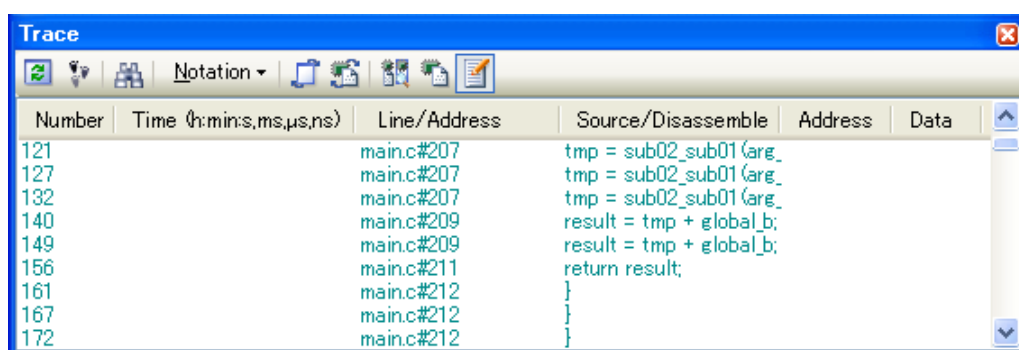 Trace
Notation
Number Time (h:min:s,ms,µs,ns) Line/Address Source/Disassemble Address Data
121 main.c#207 tmp = sub02_sub01(arg_
127 main.c#207 tmp = sub02_sub01(arg_
132 main.c#207 tmp = sub02_sub01(arg_
140 main.c#209 result = tmp + global_b;
149 main.c#209 result = tmp + global_b;
156 main.c#211 return result;
161 main.c#212 }
167 main.c#212 }
172 main.c#212 }